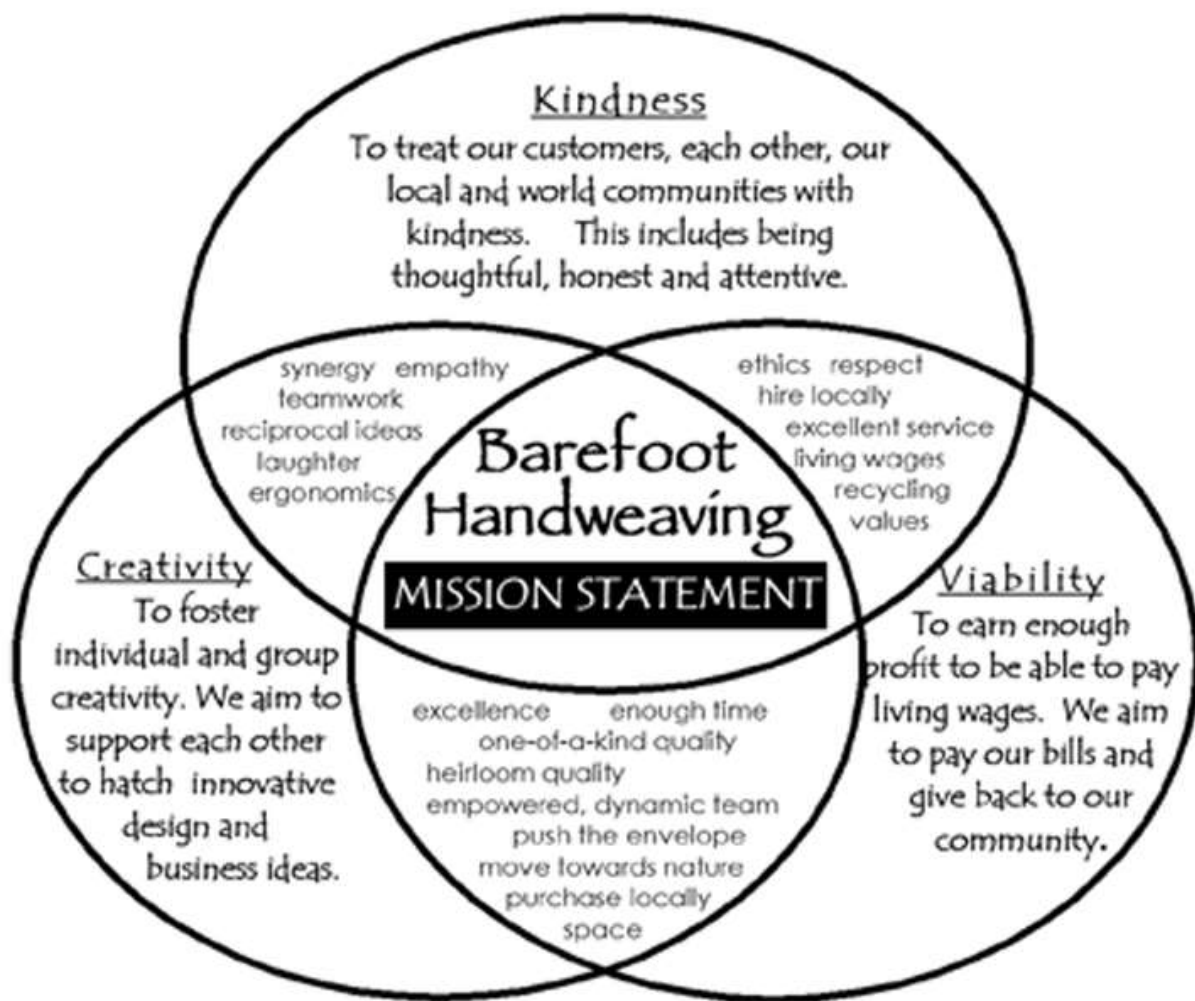 Kindness
To treat our customers, each other, our
local and world communities with
kindness. This includes being
thoughtful, honest and attentive.
synergy empathy
teamwork
reciprocal ideas
laughter
ergonomics
ethics respect
hire locally
excellent service
living wages
recycling
values
Barefoot
Handweaving
MISSION STATEMENT
Creativity
To foster
individual and group
creativity. We aim to
support each other
to hatch innovative
design and
business ideas.
Viability
To earn enough
profit to be able to pay
living wages. We aim
to pay our bills and
give back to our
community.
excellence enough time
one-of-a-kind quality
heirloom quality
empowered, dynamic team
push the envelope
move towards nature
purchase locally
space